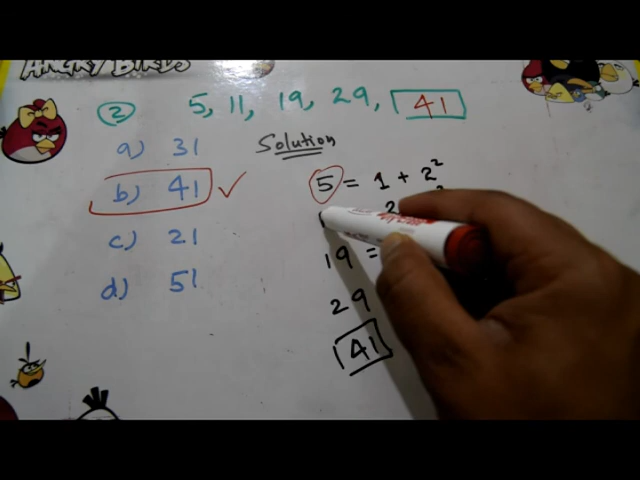 ANGRY BIRDS
② 5, 11, 19, 29, 41
a) 31
b) 41 ✓
c) 21
d) 51
Solution
5 = 1 + 2²
2
19 =
29
41